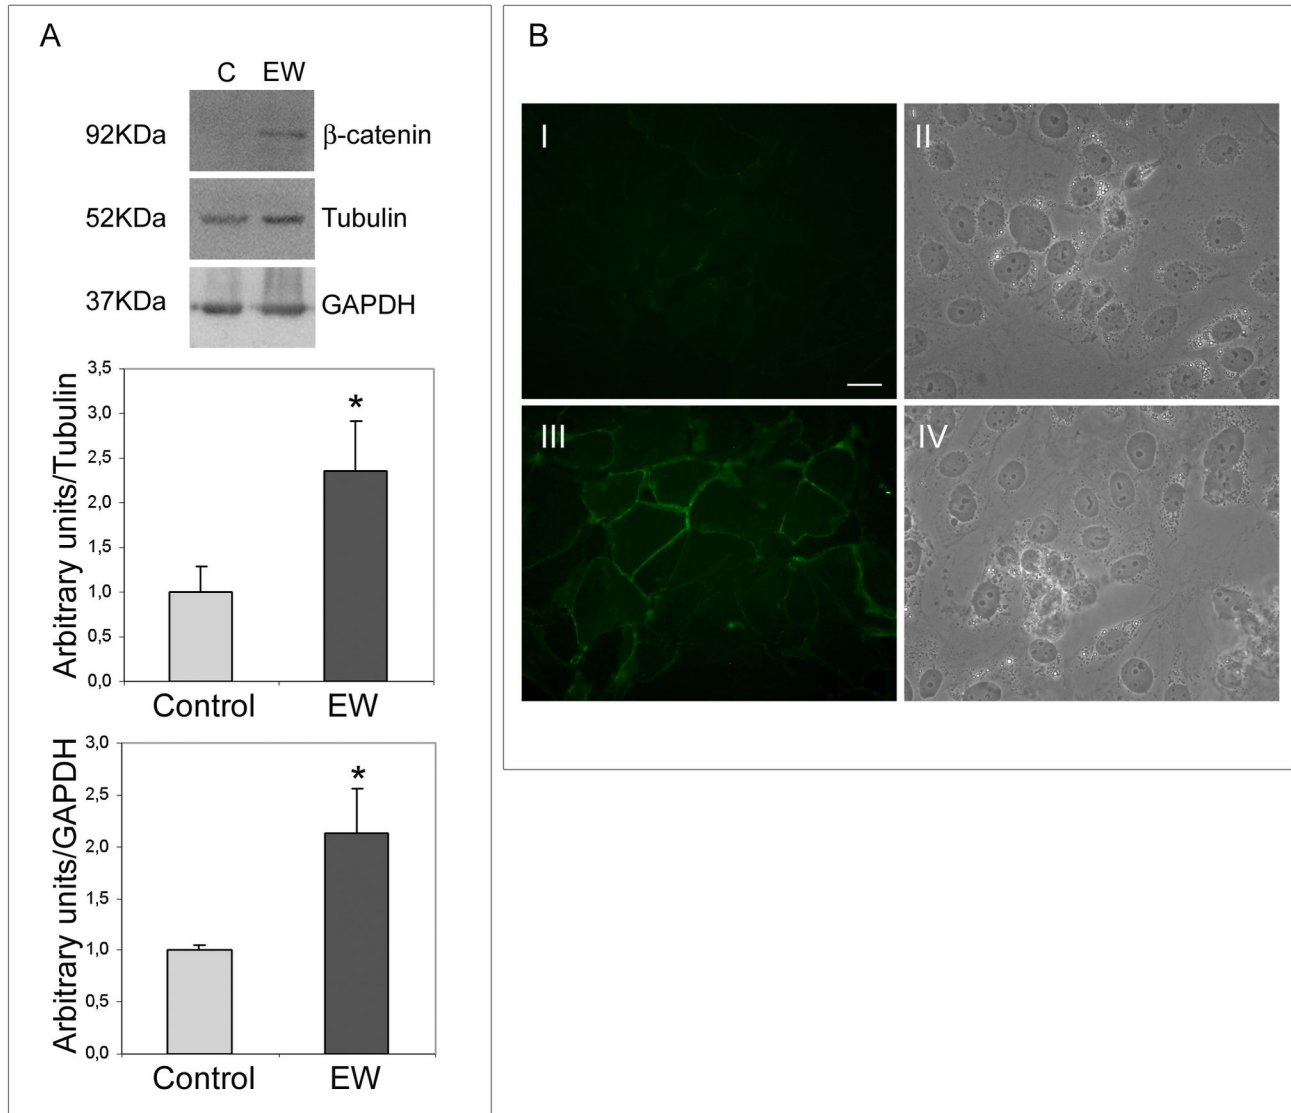 A
C EW
92KDa β-catenin
52KDa Tubulin
37KDa GAPDH
Arbitrary units/Tubulin
3,5
3,0
2,5
2,0
1,5
1,0
0,5
0,0
*
Control EW
Arbitrary units/GAPDH
3,0
2,5
2,0
1,5
1,0
0,5
0,0
*
Control EW
B
I II
III IV